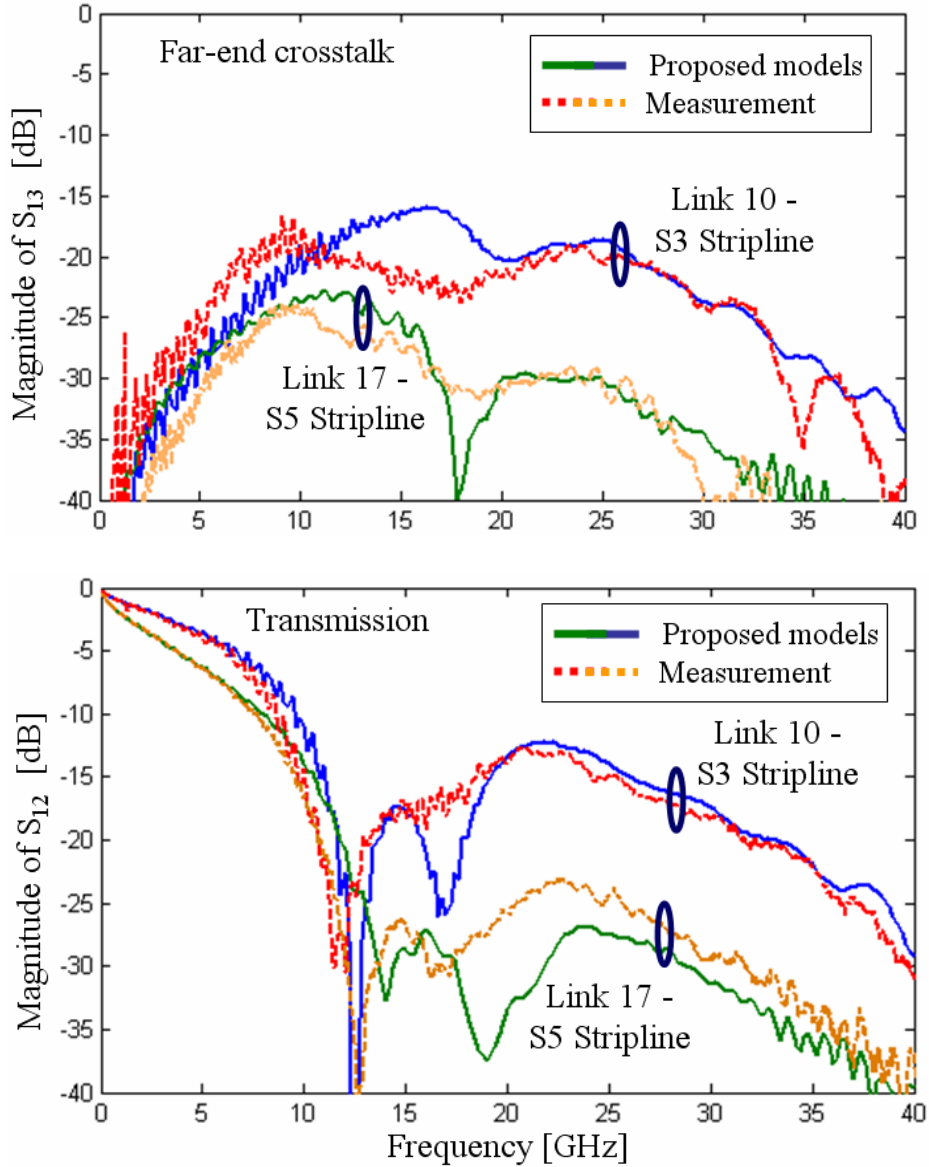 Far-end crosstalk
Proposed models
Measurement
Link 10 -
S3 Stripline
Link 17 -
S5 Stripline
Magnitude of S13 [dB]
0
-5
-10
-15
-20
-25
-30
-35
-40
0 5 10 15 20 25 30 35 40
Transmission
Proposed models
Measurement
Link 10 -
S3 Stripline
Link 17 -
S5 Stripline
Magnitude of S12 [dB]
0
-5
-10
-15
-20
-25
-30
-35
-40
0 5 10 15 20 25 30 35 40
Frequency [GHz]